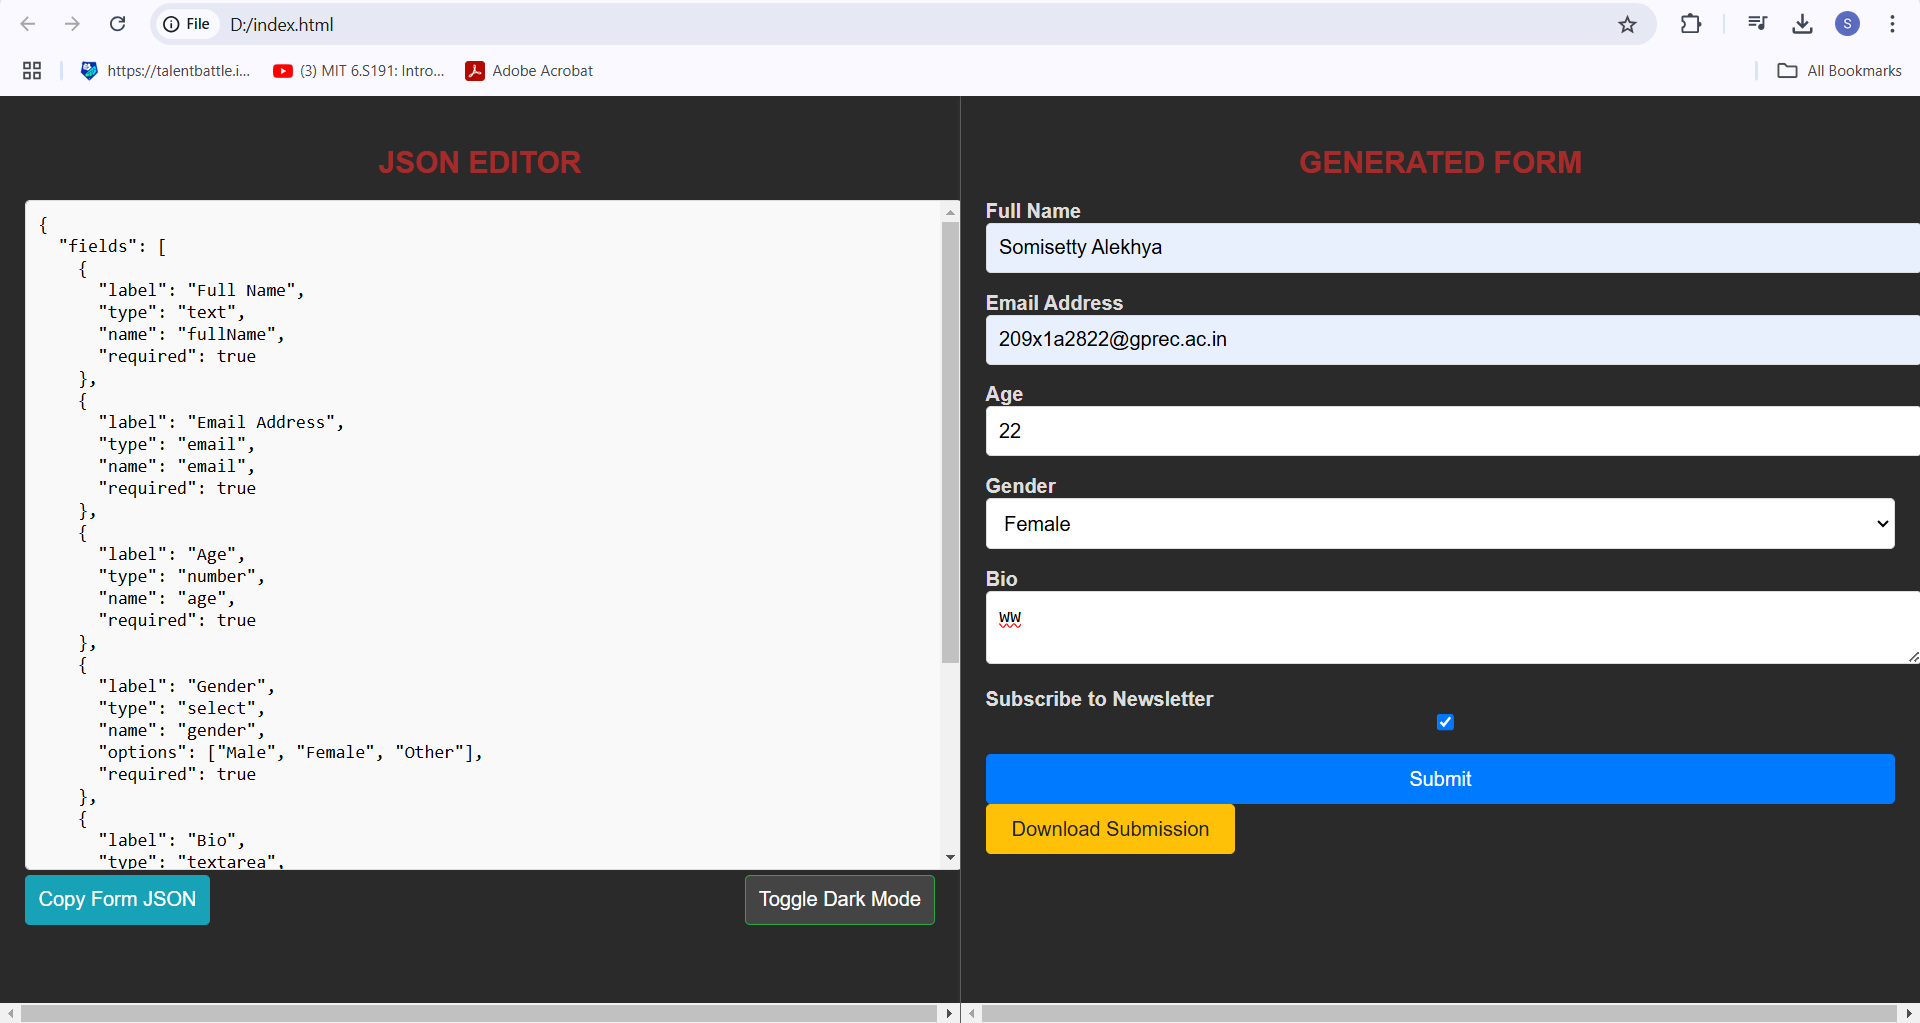 File D:/index.html S
https://talentbattle.i... (3) MIT 6.S191: Intro... Adobe Acrobat All Bookmarks
JSON EDITOR
{
  "fields": [
    {
      "label": "Full Name",
      "type": "text",
      "name": "fullName",
      "required": true
    },
    {
      "label": "Email Address",
      "type": "email",
      "name": "email",
      "required": true
    },
    {
      "label": "Age",
      "type": "number",
      "name": "age",
      "required": true
    },
    {
      "label": "Gender",
      "type": "select",
      "name": "gender",
      "options": ["Male", "Female", "Other"],
      "required": true
    },
    {
      "label": "Bio",
      "type": "textarea",
Copy Form JSON
Toggle Dark Mode
GENERATED FORM
Full Name
Somisetty Alekhya
Email Address
209x1a2822@gprec.ac.in
Age
22
Gender
Female
Bio
ww
Subscribe to Newsletter
Submit
Download Submission